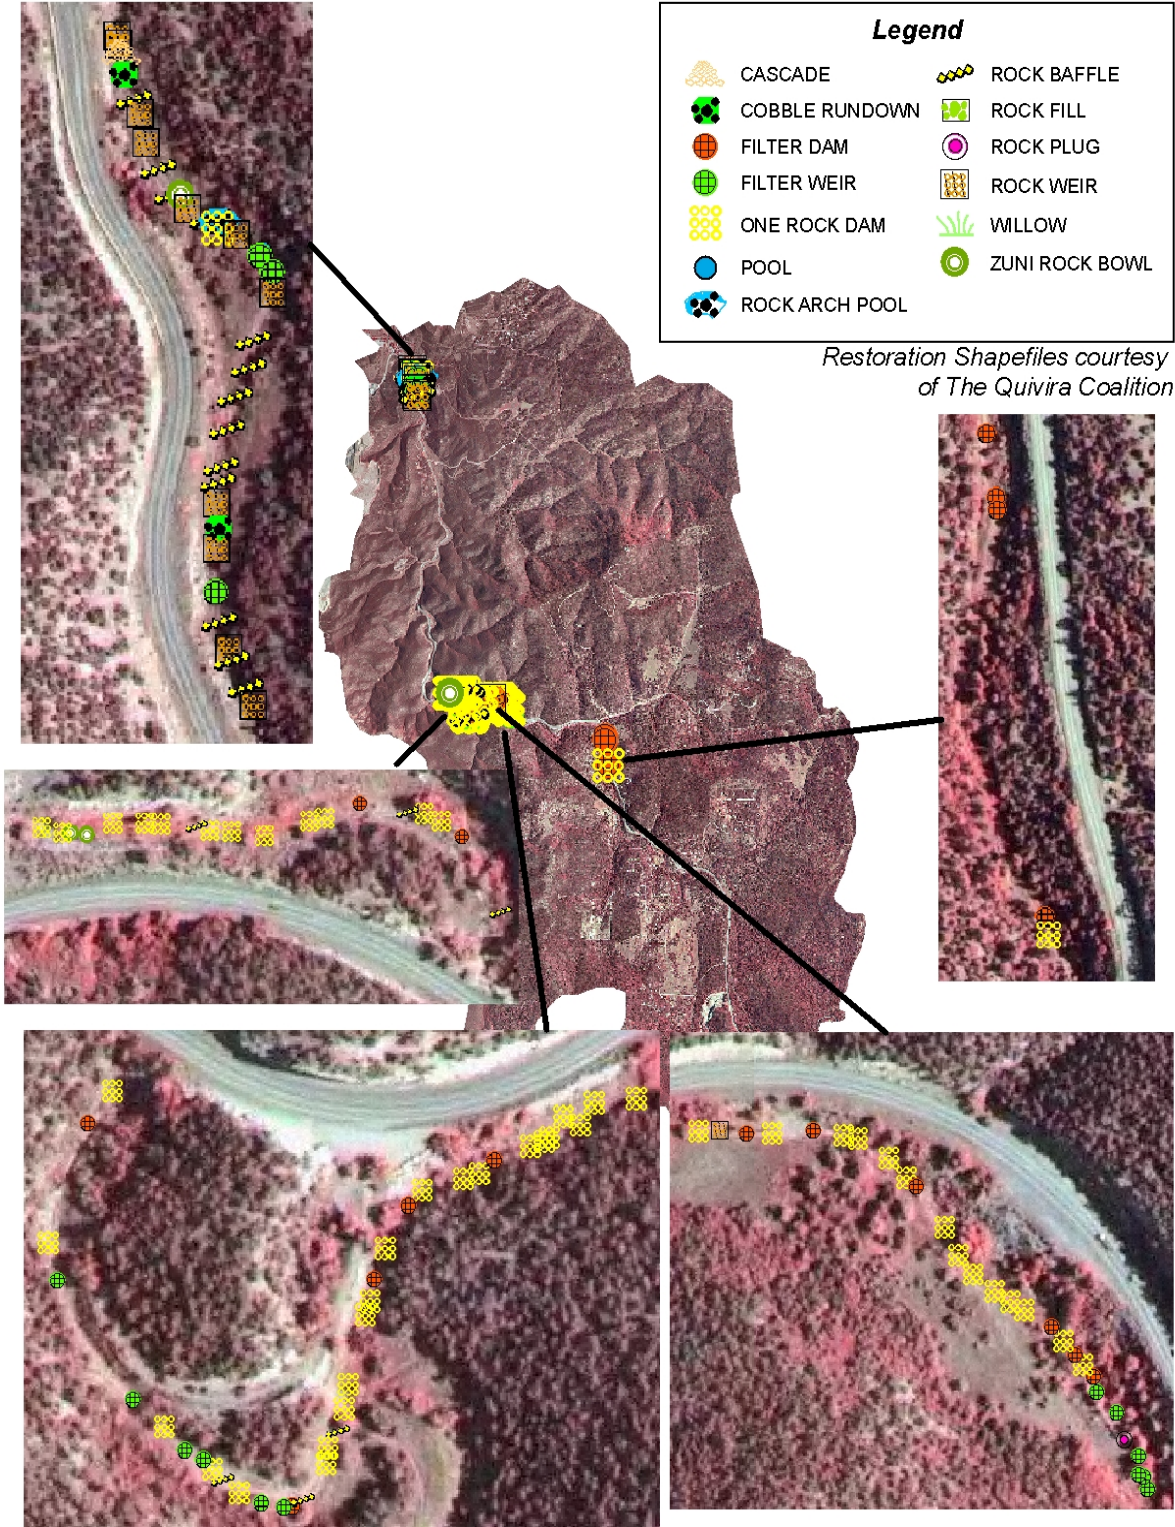 Legend
CASCADE
COBBLE RUNDOWN
FILTER DAM
FILTER WEIR
ONE ROCK DAM
POOL
ROCK ARCH POOL
ROCK BAFFLE
ROCK FILL
ROCK PLUG
ROCK WEIR
WILLOW
ZUNI ROCK BOWL
Restoration Shapefiles courtesy
of The Quivira Coalition